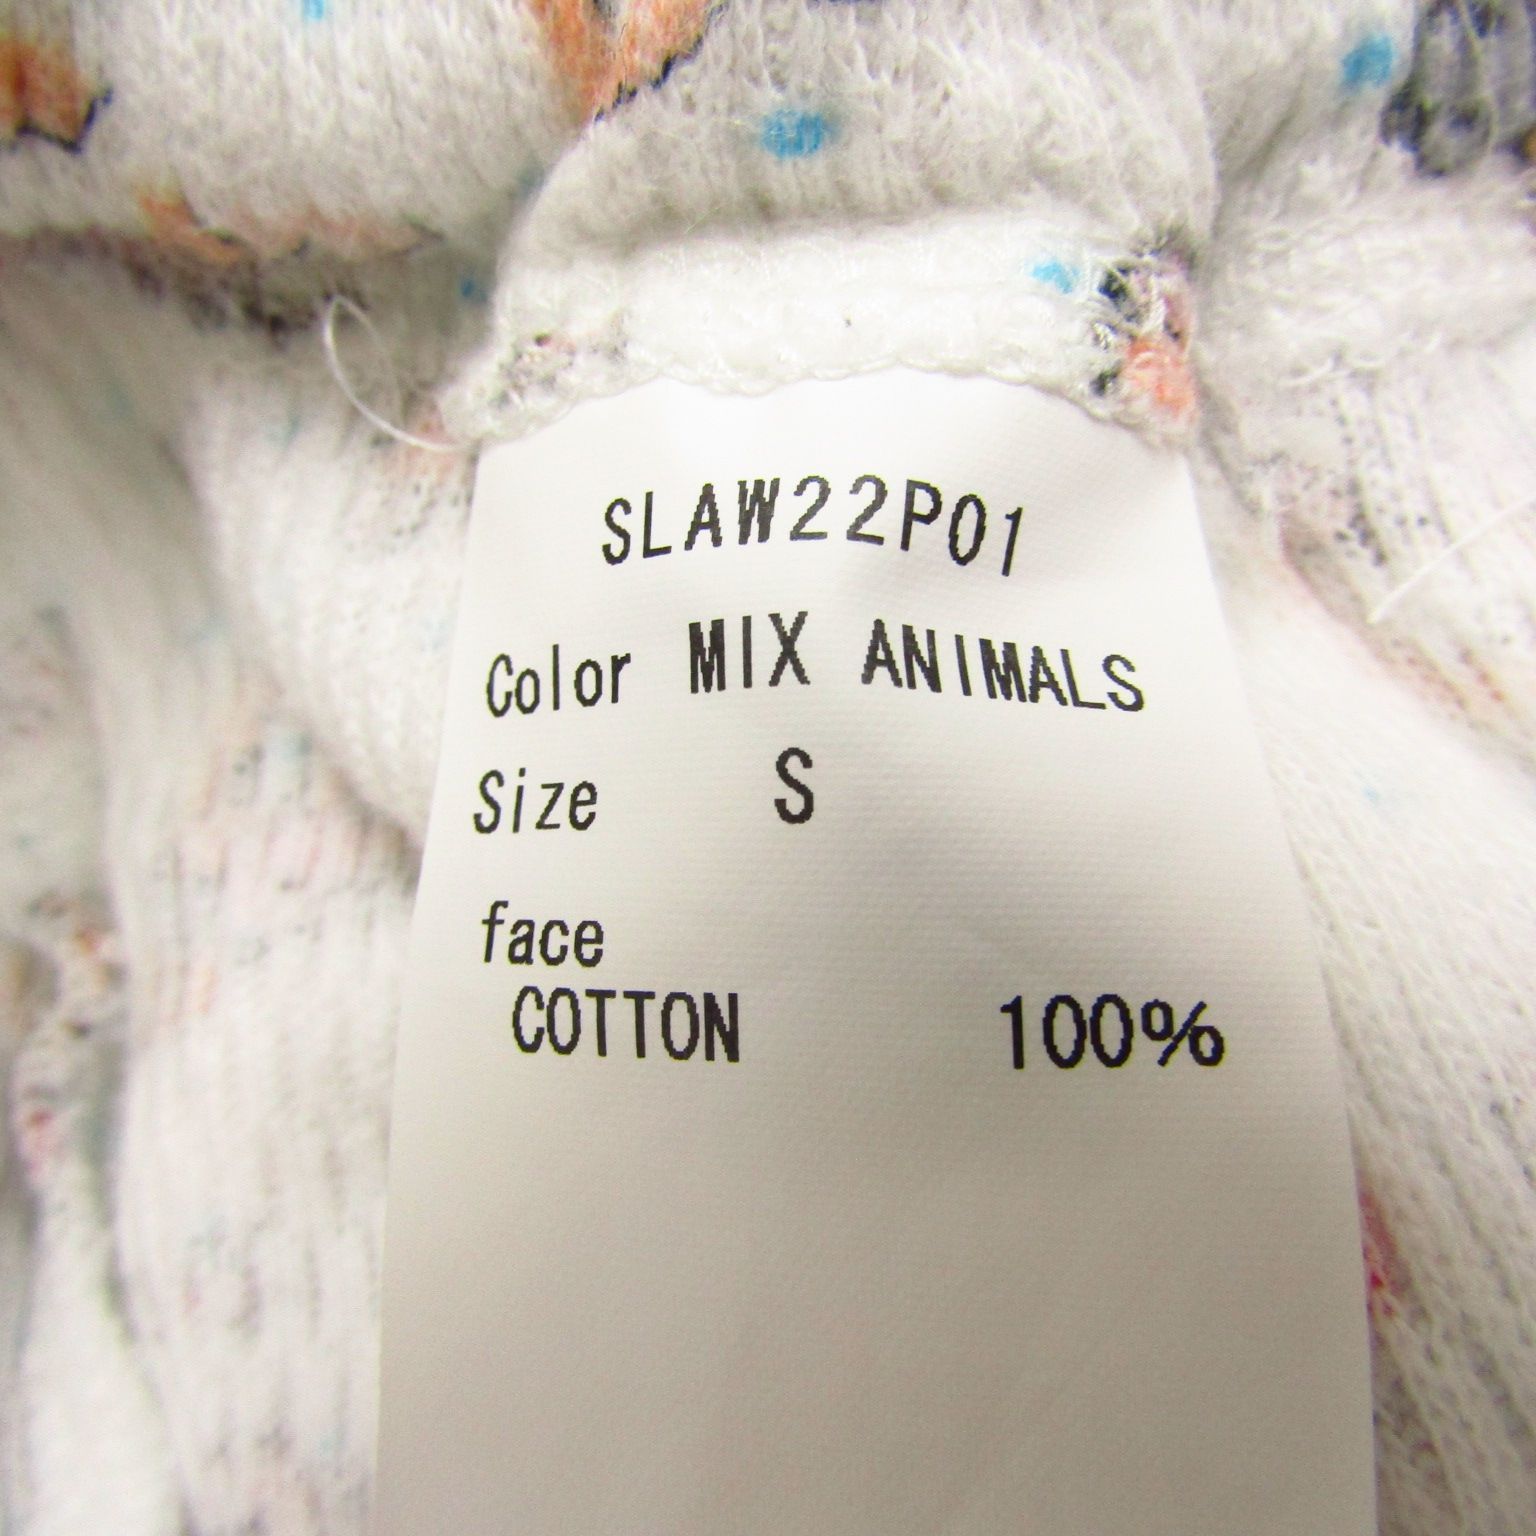 SLAW22P01
Color MIX ANIMALS
Size S
face
COTTON 100%